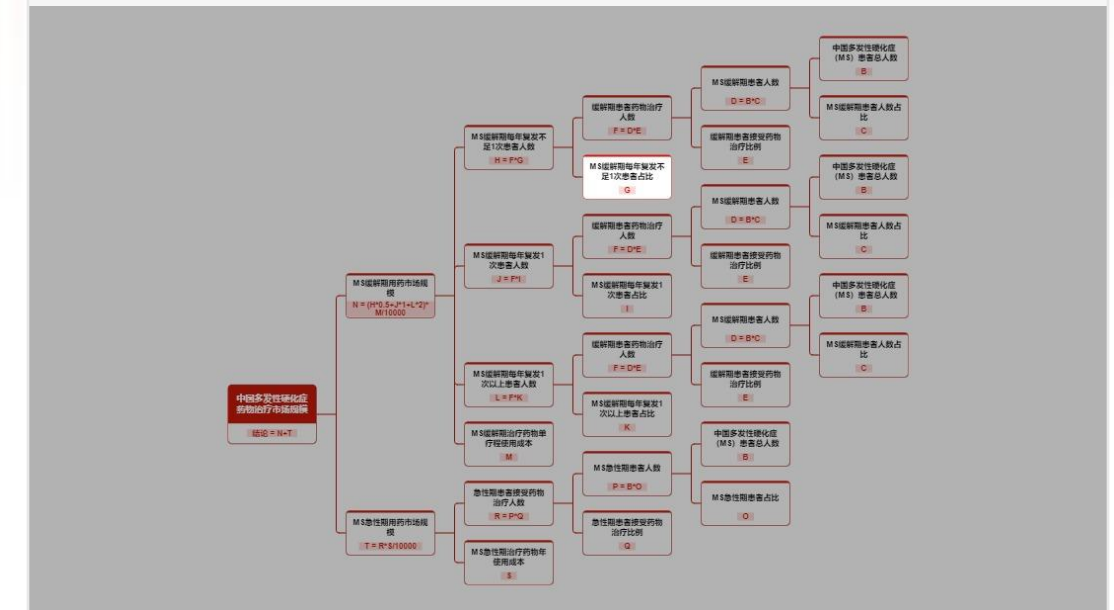 中国多发性硬化症
(MS) 患者总人数
B
MS缓解期患者人数
D = B*C
MS缓解期患者人数占
比
C
缓解期患者药物治疗
人数
F = D*E
缓解期患者接受药物
治疗比例
E
MS缓解期每年复发不
足1次患者人数
H = F*G
MS缓解期每年复发不
足1次患者占比
G
中国多发性硬化症
(MS) 患者总人数
B
MS缓解期患者人数
D = B*C
MS缓解期患者人数占
比
C
缓解期患者药物治疗
人数
F = D*E
缓解期患者接受药物
治疗比例
E
MS缓解期每年复发1
次患者人数
J = F*I
MS缓解期每年复发1
次患者占比
I
MS缓解期用药市场规
模
N = (H*0.5+J*1+L*2)*
M/10000
中国多发性硬化症
(MS) 患者总人数
B
MS缓解期患者人数
D = B*C
MS缓解期患者人数占
比
C
缓解期患者药物治疗
人数
F = D*E
缓解期患者接受药物
治疗比例
E
MS缓解期每年复发1
次以上患者人数
L = F*K
MS缓解期每年复发1
次以上患者占比
K
中国多发性硬化症
药物治疗市场规模
结论 = N+T
MS缓解期治疗药物单
疗程使用成本
M
中国多发性硬化症
(MS) 患者总人数
B
MS急性期患者人数
P = B*O
MS急性期患者占比
O
急性期患者接受药物
治疗人数
R = P*Q
急性期患者接受药物
治疗比例
Q
MS急性期用药市场规
模
T = R*S/10000
MS急性期治疗药物年
使用成本
S